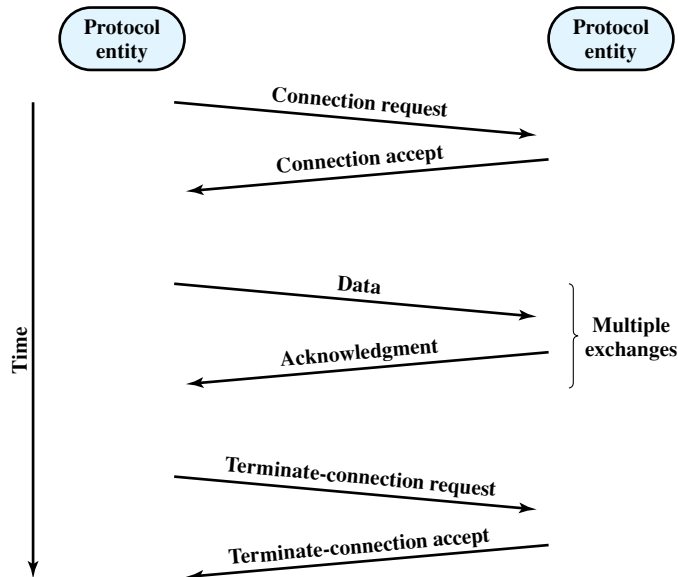 Protocol
entity
Protocol
entity
Connection request
Connection accept
Data
Multiple
exchanges
Time
Acknowledgment
Terminate-connection request
Terminate-connection accept